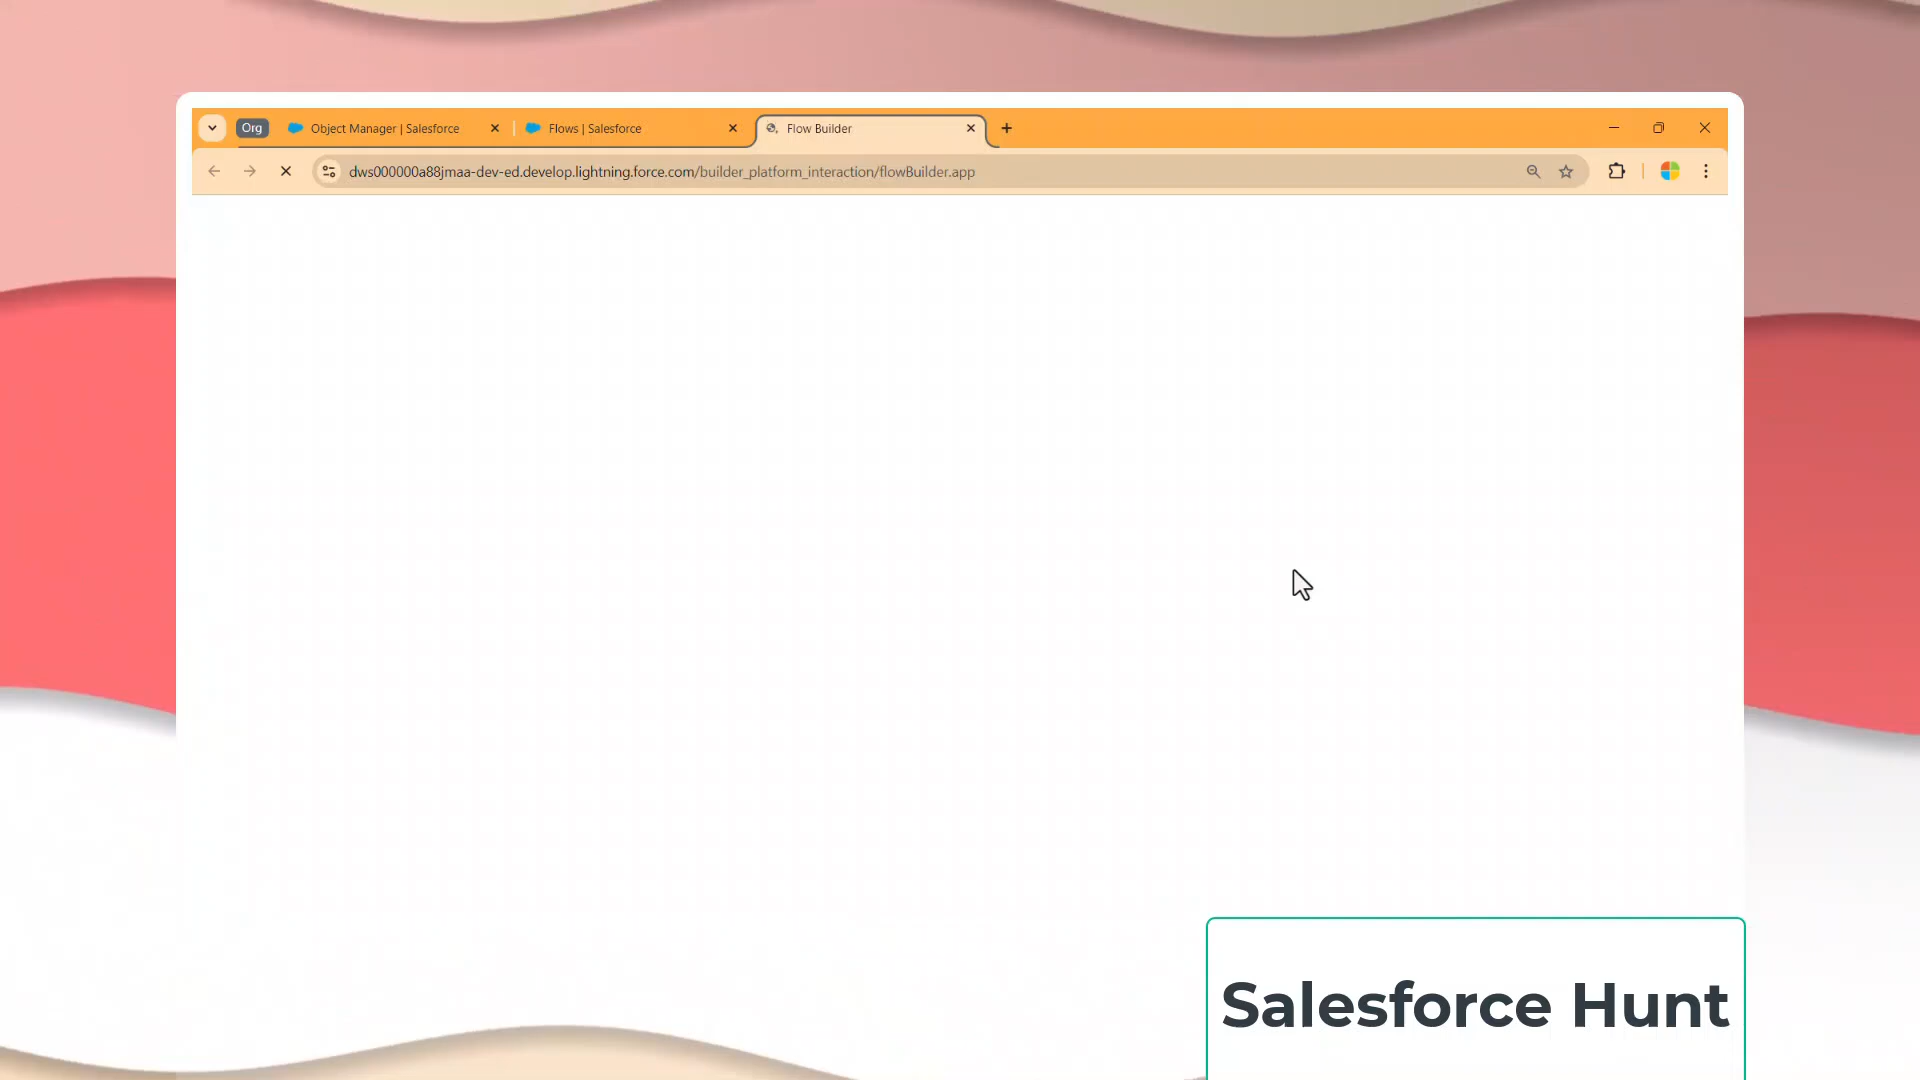 Org
Object Manager | Salesforce
Flows | Salesforce
Flow Builder
dws000000a88jmaa-dev-ed.develop.lightning.force.com/builder_platform_interaction/flowBuilder.app
Salesforce Hunt